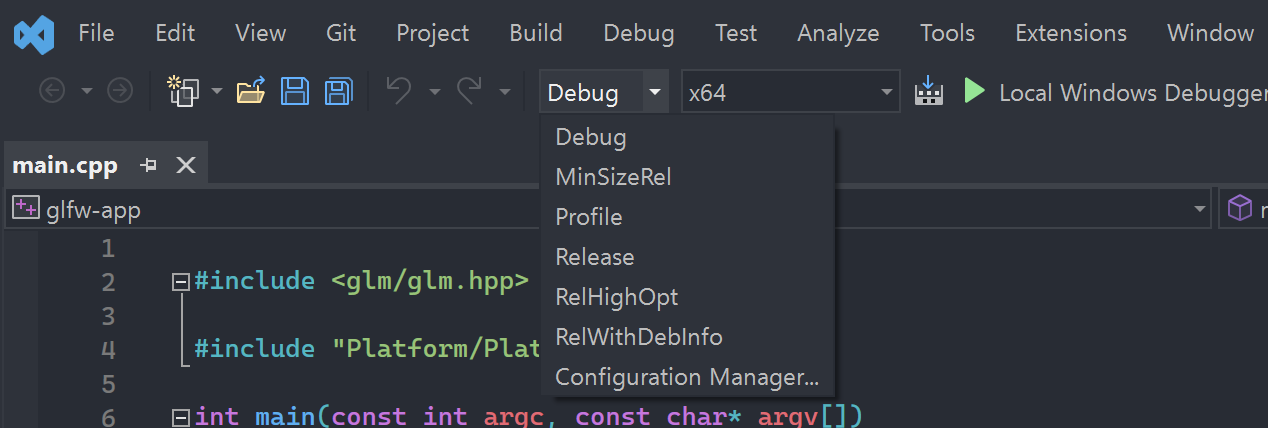 File Edit View Git Project Build Debug Test Analyze Tools Extensions Window
Debug x64 Local Windows Debugger
Debug
MinSizeRel
Profile
Release
RelHighOpt
RelWithDebInfo
Configuration Manager...
main.cpp
glfw-app
1
2 #include <glm/glm.hpp>
3
4 #include "Platform/Plat
5
6 int main(const int argc, const char* argv[])